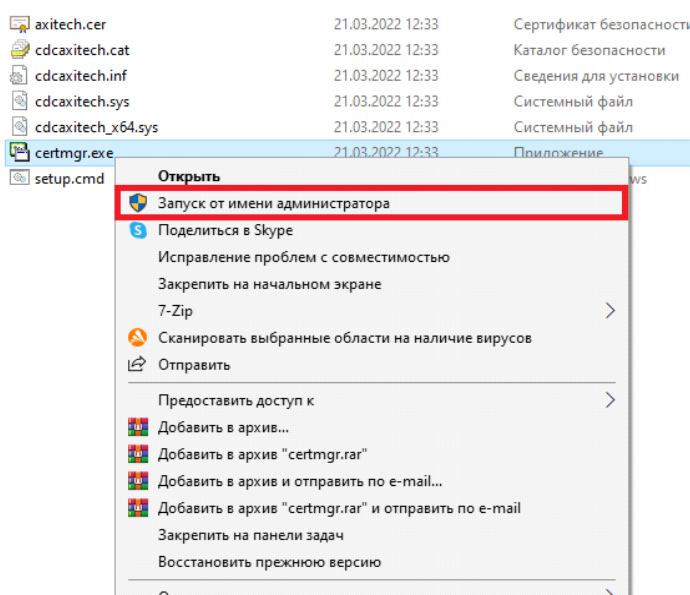 axitech.cer 21.03.2022 12:33 Сертификат безопасности
cdcaxitech.cat 21.03.2022 12:33 Каталог безопасности
cdcaxitech.inf 21.03.2022 12:33 Сведения для установки
cdcaxitech.sys 21.03.2022 12:33 Системный файл
cdcaxitech_x64.sys 21.03.2022 12:33 Системный файл
certmgr.exe 21.03.2022 12:33 Приложение
setup.cmd ws
Открыть
Запуск от имени администратора
Поделиться в Skype
Исправление проблем с совместимостью
Закрепить на начальном экране
7-Zip
Сканировать выбранные области на наличие вирусов
Отправить
Предоставить доступ к
Добавить в архив...
Добавить в архив "certmgr.rar"
Добавить в архив и отправить по e-mail...
Добавить в архив "certmgr.rar" и отправить по e-mail
Закрепить на панели задач
Восстановить прежнюю версию